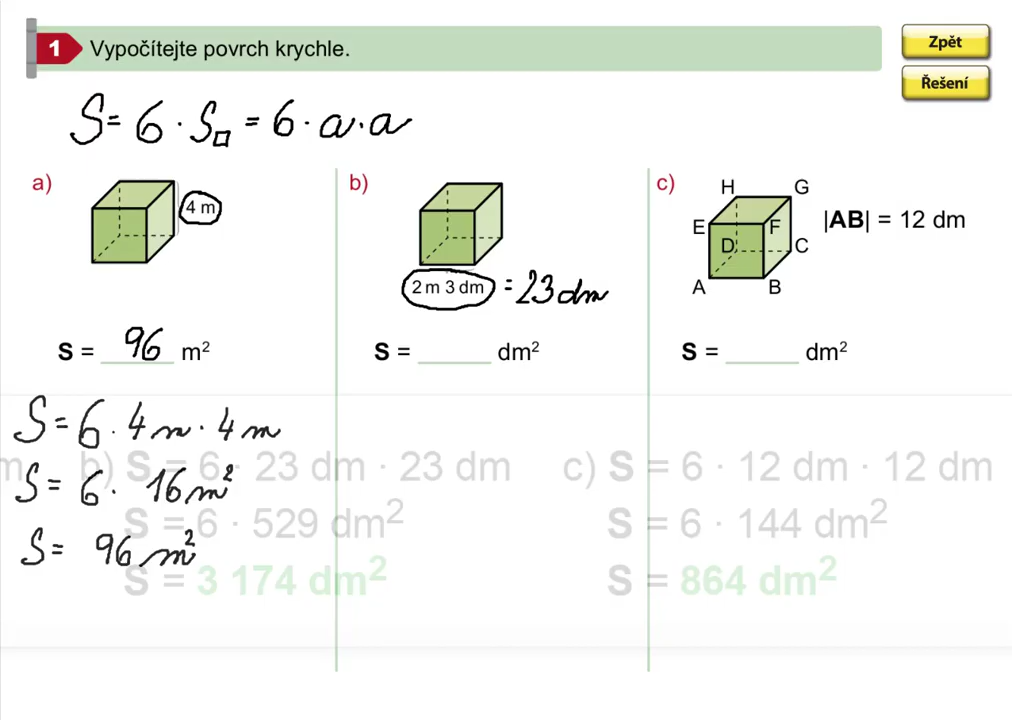 1 Vypočítejte povrch krychle.
Zpět
Řešení
S = 6 · S□ = 6 · a · a
a)
4 m
S = 96 m²
S = 6 · 4 m · 4 m
S = 6 · 16 m²
S = 96 m²
b)
2 m 3 dm = 23 dm
S = ______ dm²
m b) S = 6 · 23 dm · 23 dm
S = 6 · 529 dm²
S = 3 174 dm²
c)
H G
E F
D C
A B
|AB| = 12 dm
S = ______ dm²
c) S = 6 · 12 dm · 12 dm
S = 6 · 144 dm²
S = 864 dm²